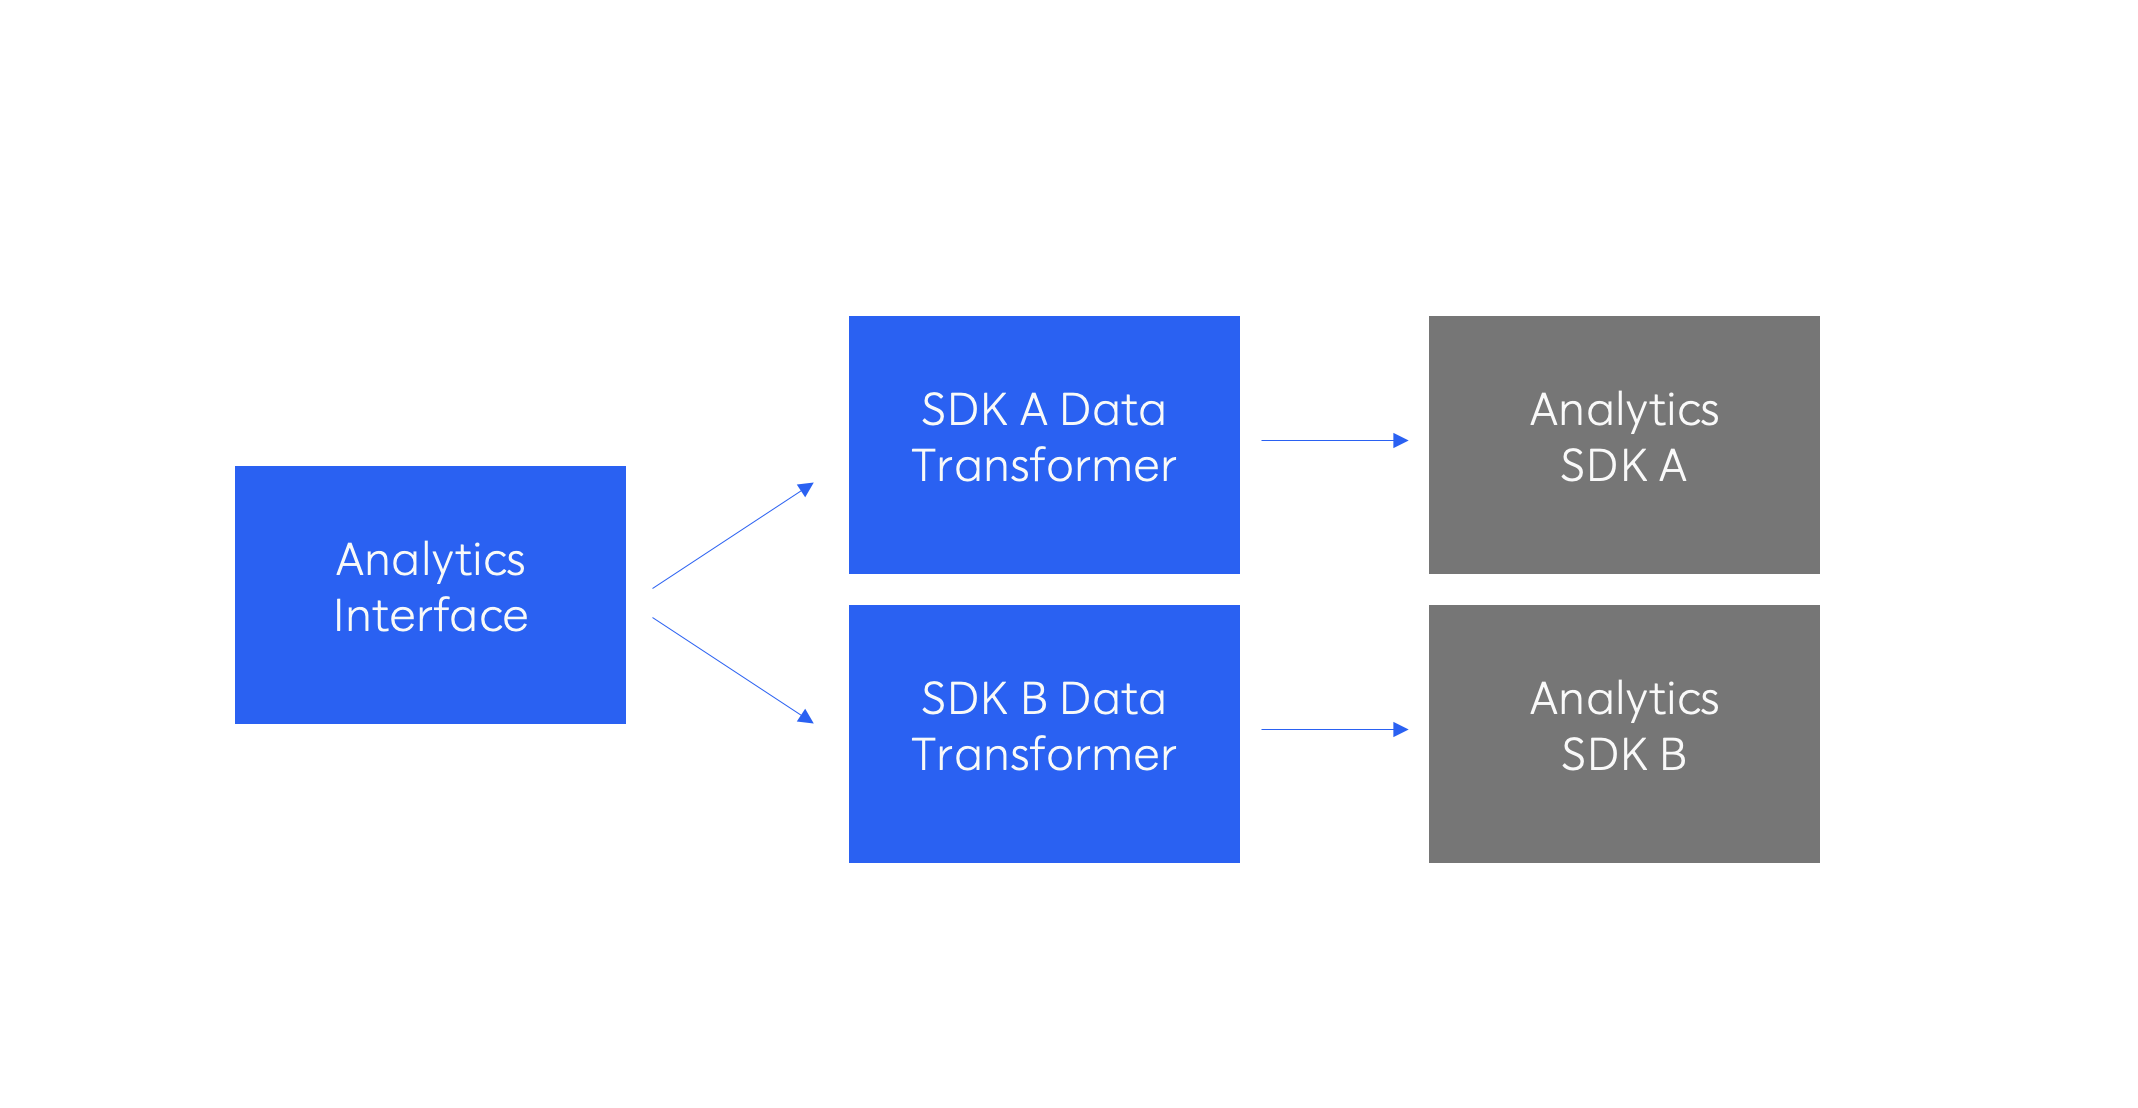 Analytics
Interface
SDK A Data
Transformer
Analytics
SDK A
SDK B Data
Transformer
Analytics
SDK B